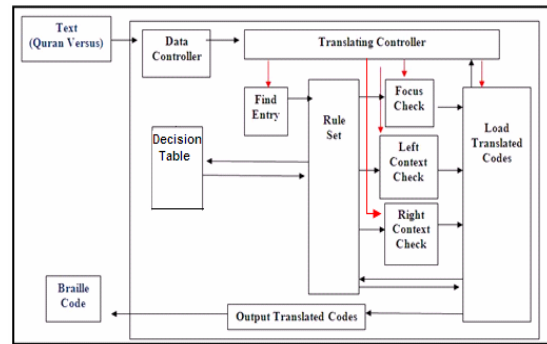 Text
(Quran Versus)
Data
Controller
Translating Controller
Find
Entry
Rule
Set
Focus
Check
Load
Translated
Codes
Decision
Table
Left
Context
Check
Right
Context
Check
Braille
Code
Output Translated Codes